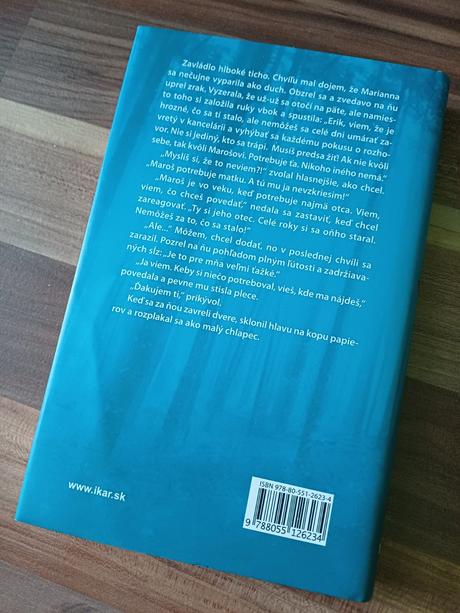 Zavládlo hlboké ticho. Chvíľu mal dojem, že Marianna
sa nečujne vyparila ako duch. Obzrel sa a zvedavo na ňu
uprel zrak. Vyzerala, že už-už sa otočí na päte, ale namies-
to toho si založila ruky vbok a spustila: „Erik, viem, že je
hrozné, čo sa ti stalo, ale nemôžeš sa celé dni umárať za-
vretý v kancelárii a vyhýbať sa každému pokusu o rozho-
vor. Nie si jediný, kto sa trápi. Musíš predsa žiť! Ak nie kvôli
sebe, tak kvôli Marošovi. Potrebuje ťa. Nikoho iného nemá.“
„Myslíš si, že to neviem?!“ zvolal hlasnejšie, ako chcel.
„Maroš potrebuje matku. A tú mu ja nevzkriesim!“
„Maroš je vo veku, keď potrebuje najmä otca. Viem,
viem, čo chceš povedať,“ nedala sa zastaviť, keď chcel
zareagovať. „Ty si jeho otec. Celé roky si sa oňho staral.
Nemôžeš za to, čo sa stalo!“
„Ale...“ Môžem, chcel dodať, no v poslednej chvíli sa
zarazil. Pozrel na ňu pohľadom plným ľútosti a zadržiava-
ných sĺz: „Je to pre mňa veľmi ťažké.“
„Ja viem. Keby si niečo potreboval, vieš, kde ma nájdeš,“
povedala a pevne mu stisla plece.
„Ďakujem ti,“ prikývol.
Keď sa za ňou zavreli dvere, sklonil hlavu na kopu papie-
rov a rozplakal sa ako malý chlapec.
www.ikar.sk
ISBN 978-80-551-2623-4
9 788055 126234